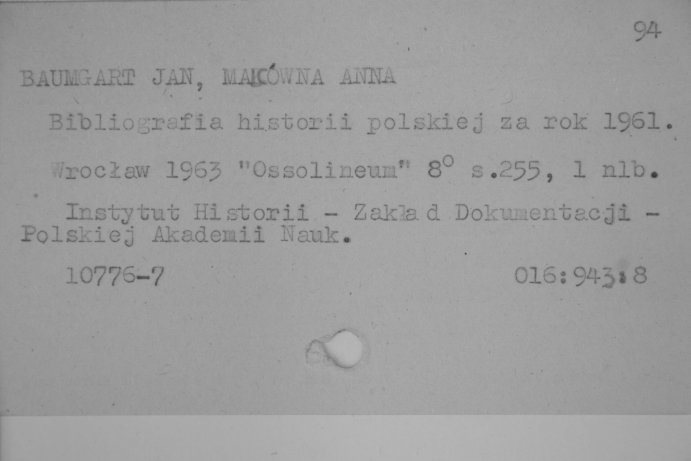 94
BAUMGART JAN, MAKÓWNA ANNA
Bibliografia historii polskiej za rok 1961.
Wrocław 1963 "Ossolineum" 8° s.255, 1 nlb.
Instytut Historii - Zakład Dokumentacji -
Polskiej Akademii Nauk.
10776-7 016:943:8